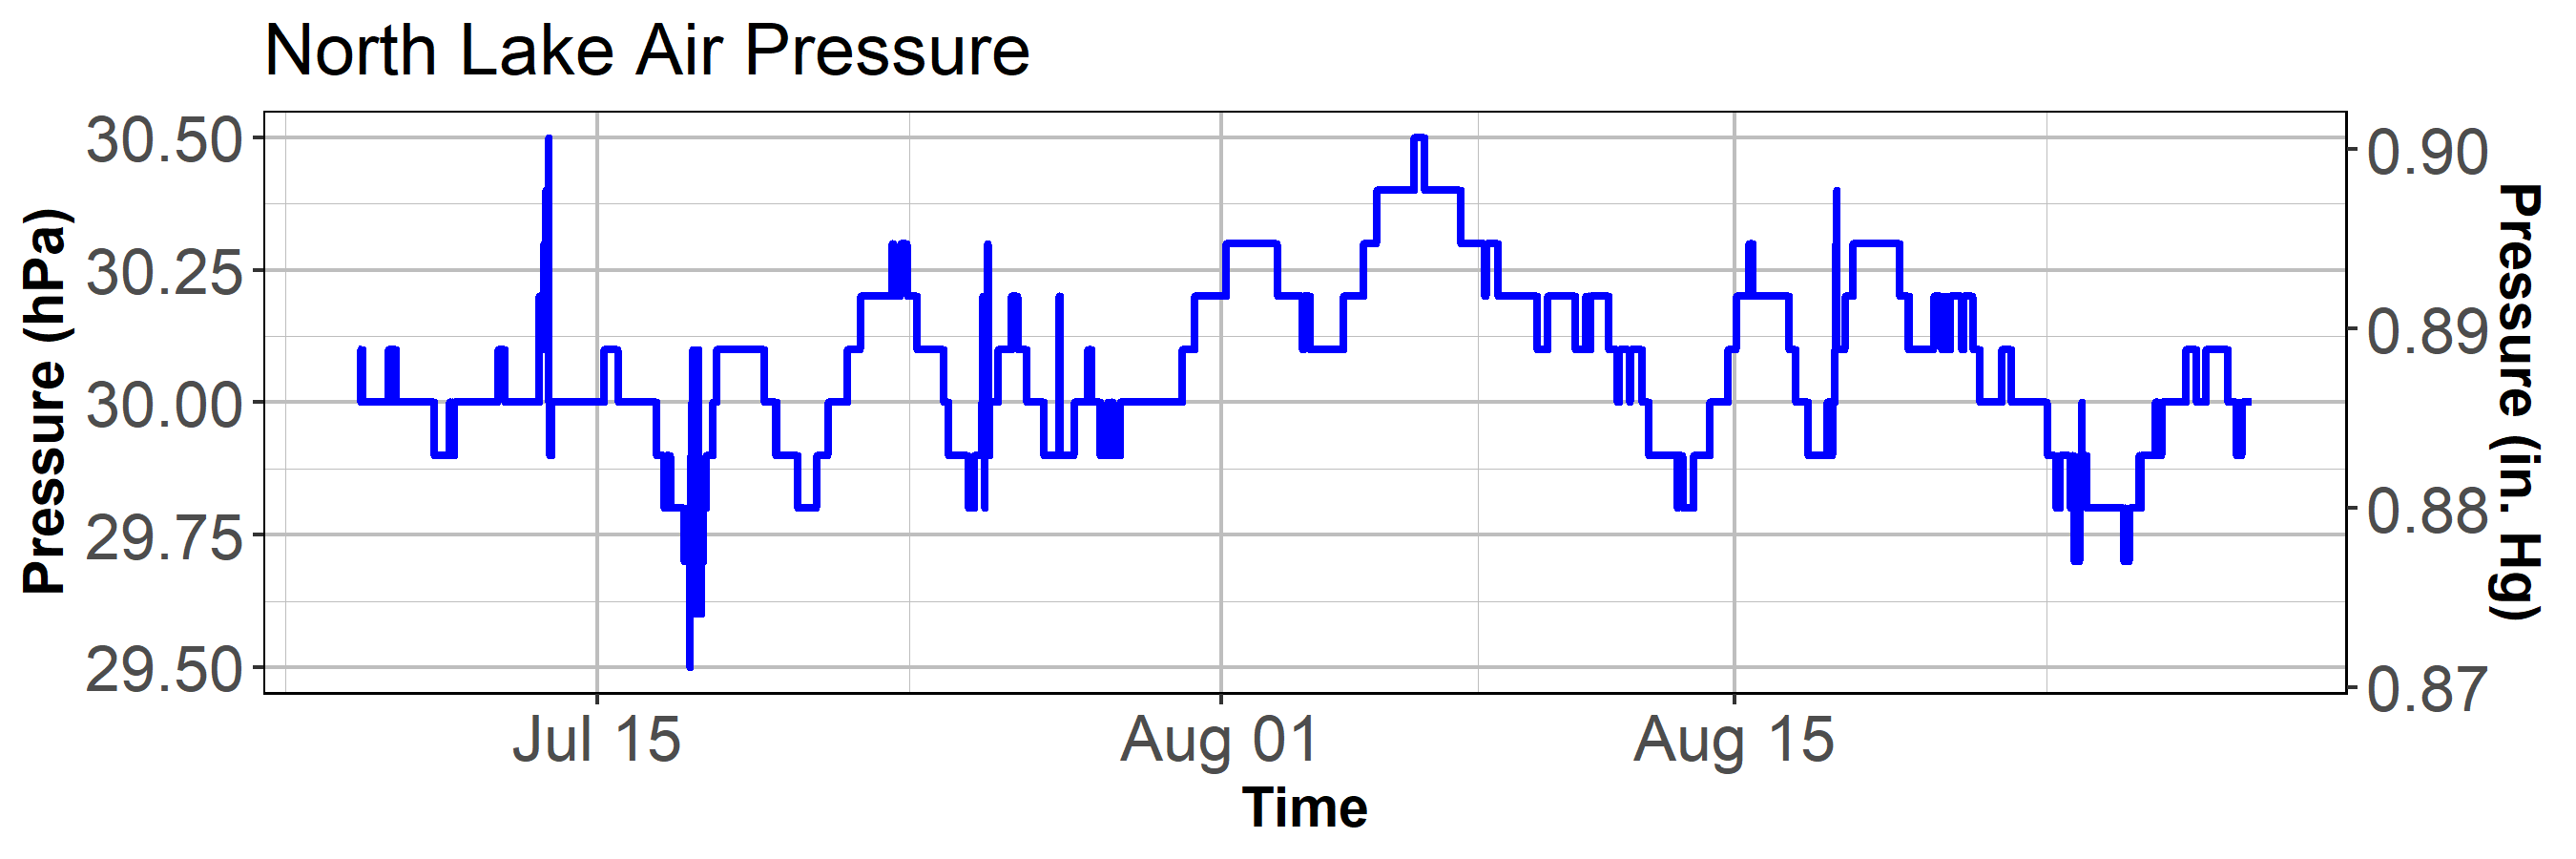 North Lake Air Pressure
Pressure (hPa)
30.50
30.25
30.00
29.75
29.50
0.90
0.89
0.88
0.87
Pressure (in. Hg)
Jul 15
Aug 01
Aug 15
Time